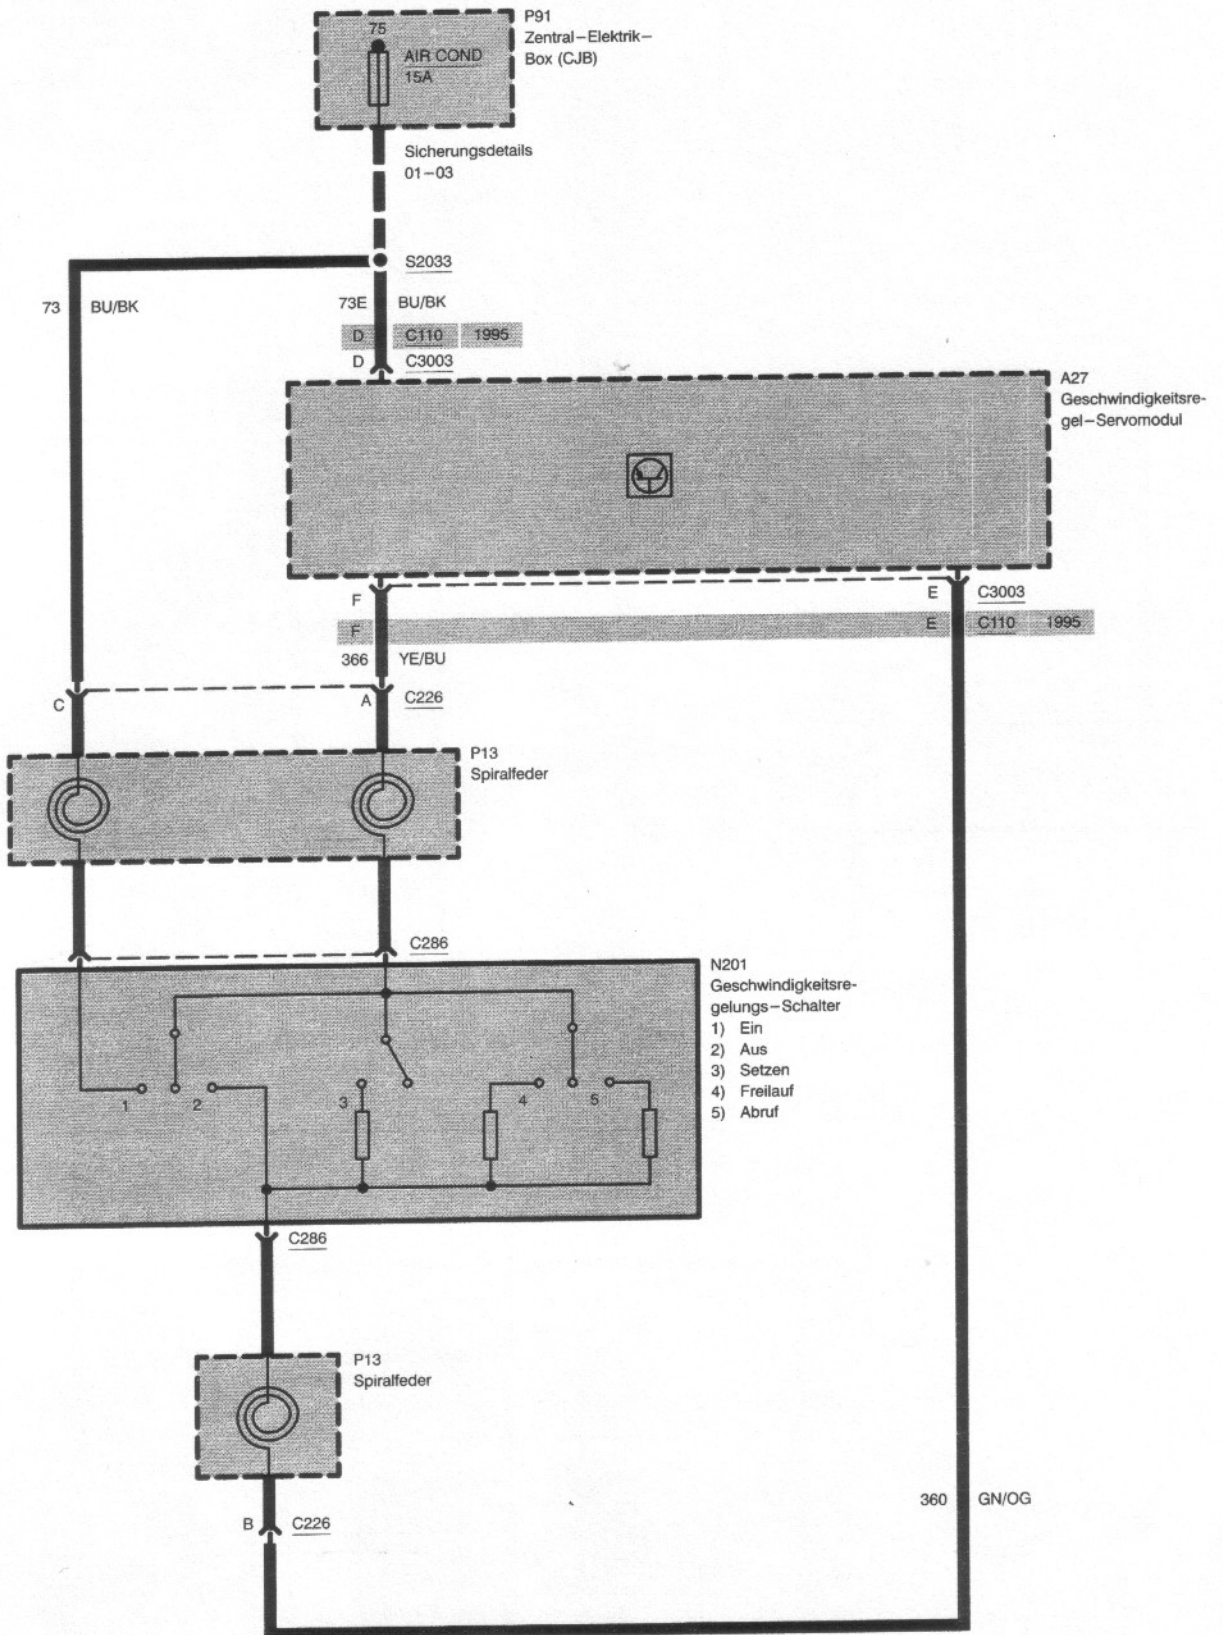 P91
Zentral–Elektrik–
Box (CJB)
75
AIR COND
15A
Sicherungsdetails
01–03
S2033
73 BU/BK
73E BU/BK
D C110 1995
D C3003
A27
Geschwindigkeitsre-
gel–Servomodul
F
E C3003
F
E C110 1995
366 YE/BU
C
A C226
P13
Spiralfeder
C286
N201
Geschwindigkeitsre-
gelungs–Schalter
1) Ein
2) Aus
3) Setzen
4) Freilauf
5) Abruf
1 2 3 4 5
C286
P13
Spiralfeder
360 GN/OG
B C226